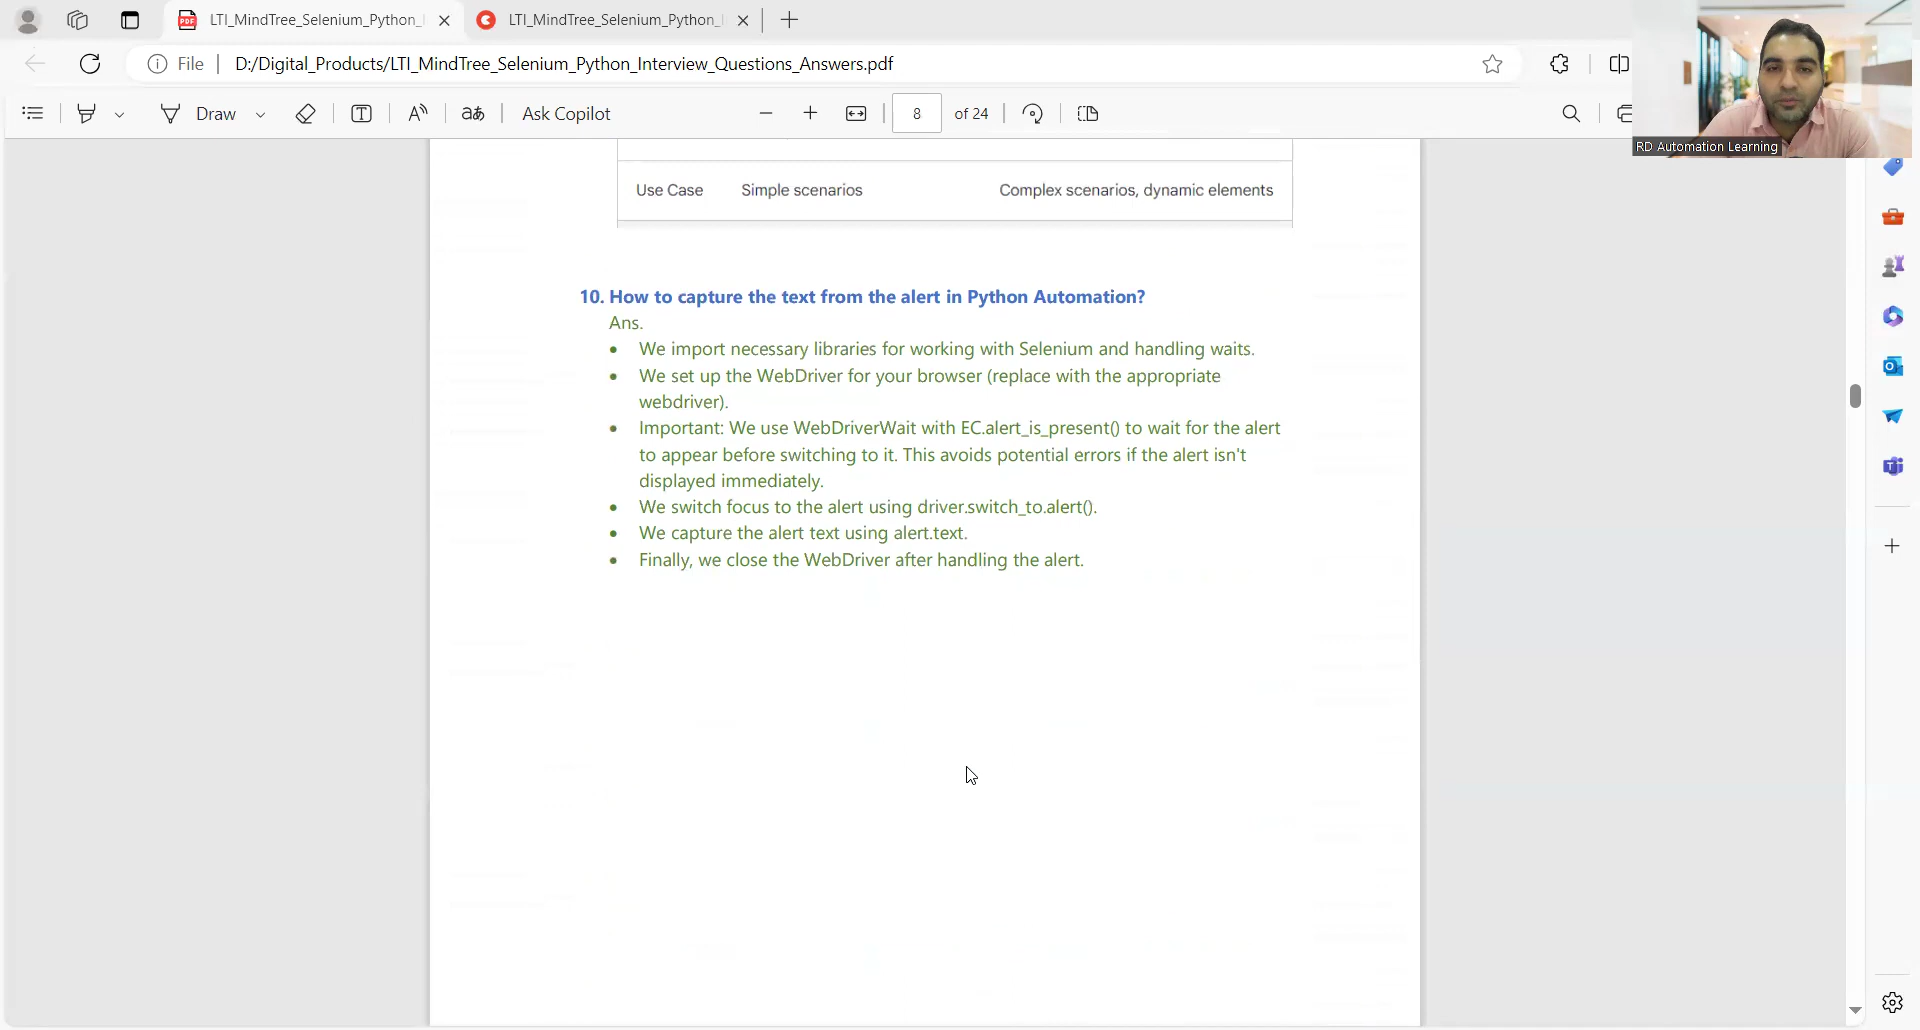 LTI_MindTree_Selenium_Python_I
LTI_MindTree_Selenium_Python_I
File
D:/Digital_Products/LTI_MindTree_Selenium_Python_Interview_Questions_Answers.pdf
Draw
aあ
Ask Copilot
8 of 24
RD Automation Learning
Use Case Simple scenarios Complex scenarios, dynamic elements
10. How to capture the text from the alert in Python Automation?
Ans.
• We import necessary libraries for working with Selenium and handling waits.
• We set up the WebDriver for your browser (replace with the appropriate
webdriver).
• Important: We use WebDriverWait with EC.alert_is_present() to wait for the alert
to appear before switching to it. This avoids potential errors if the alert isn't
displayed immediately.
• We switch focus to the alert using driver.switch_to.alert().
• We capture the alert text using alert.text.
• Finally, we close the WebDriver after handling the alert.